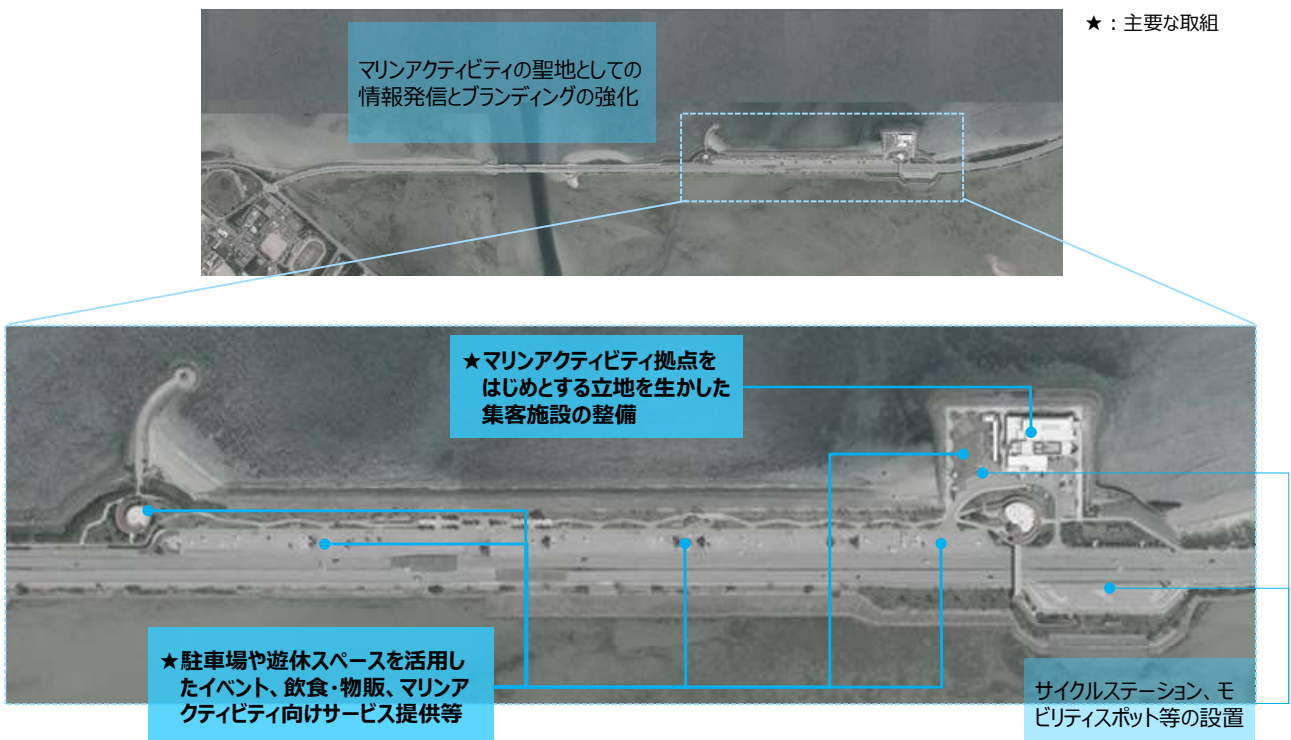 ★：主要な取組
マリンアクティビティの聖地としての
情報発信とブランディングの強化
★マリンアクティビティ拠点を
はじめとする立地を生かした
集客施設の整備
★駐車場や遊休スペースを活用し
たイベント、飲食・物販、マリンア
クティビティ向けサービス提供等
サイクルステーション、モ
ビリティスポット等の設置